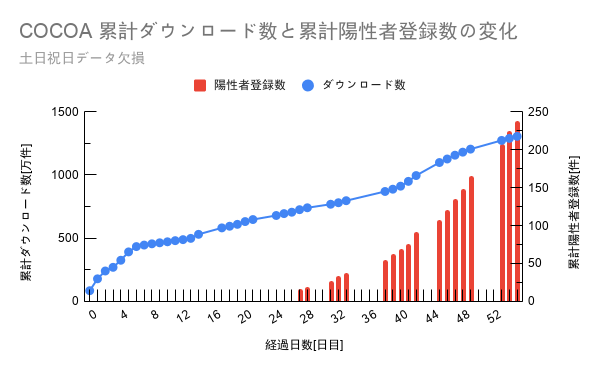 COCOA 累計ダウンロード数と累計陽性者登録数の変化
土日祝日データ欠損
陽性者登録数 ダウンロード数
累計ダウンロード数[万件]
1500
1000
500
0
250
200
150
100
50
0
累計陽性者登録数[件]
0 4 8 12 16 20 24 28 32 36 40 44 48 52
経過日数[日目]